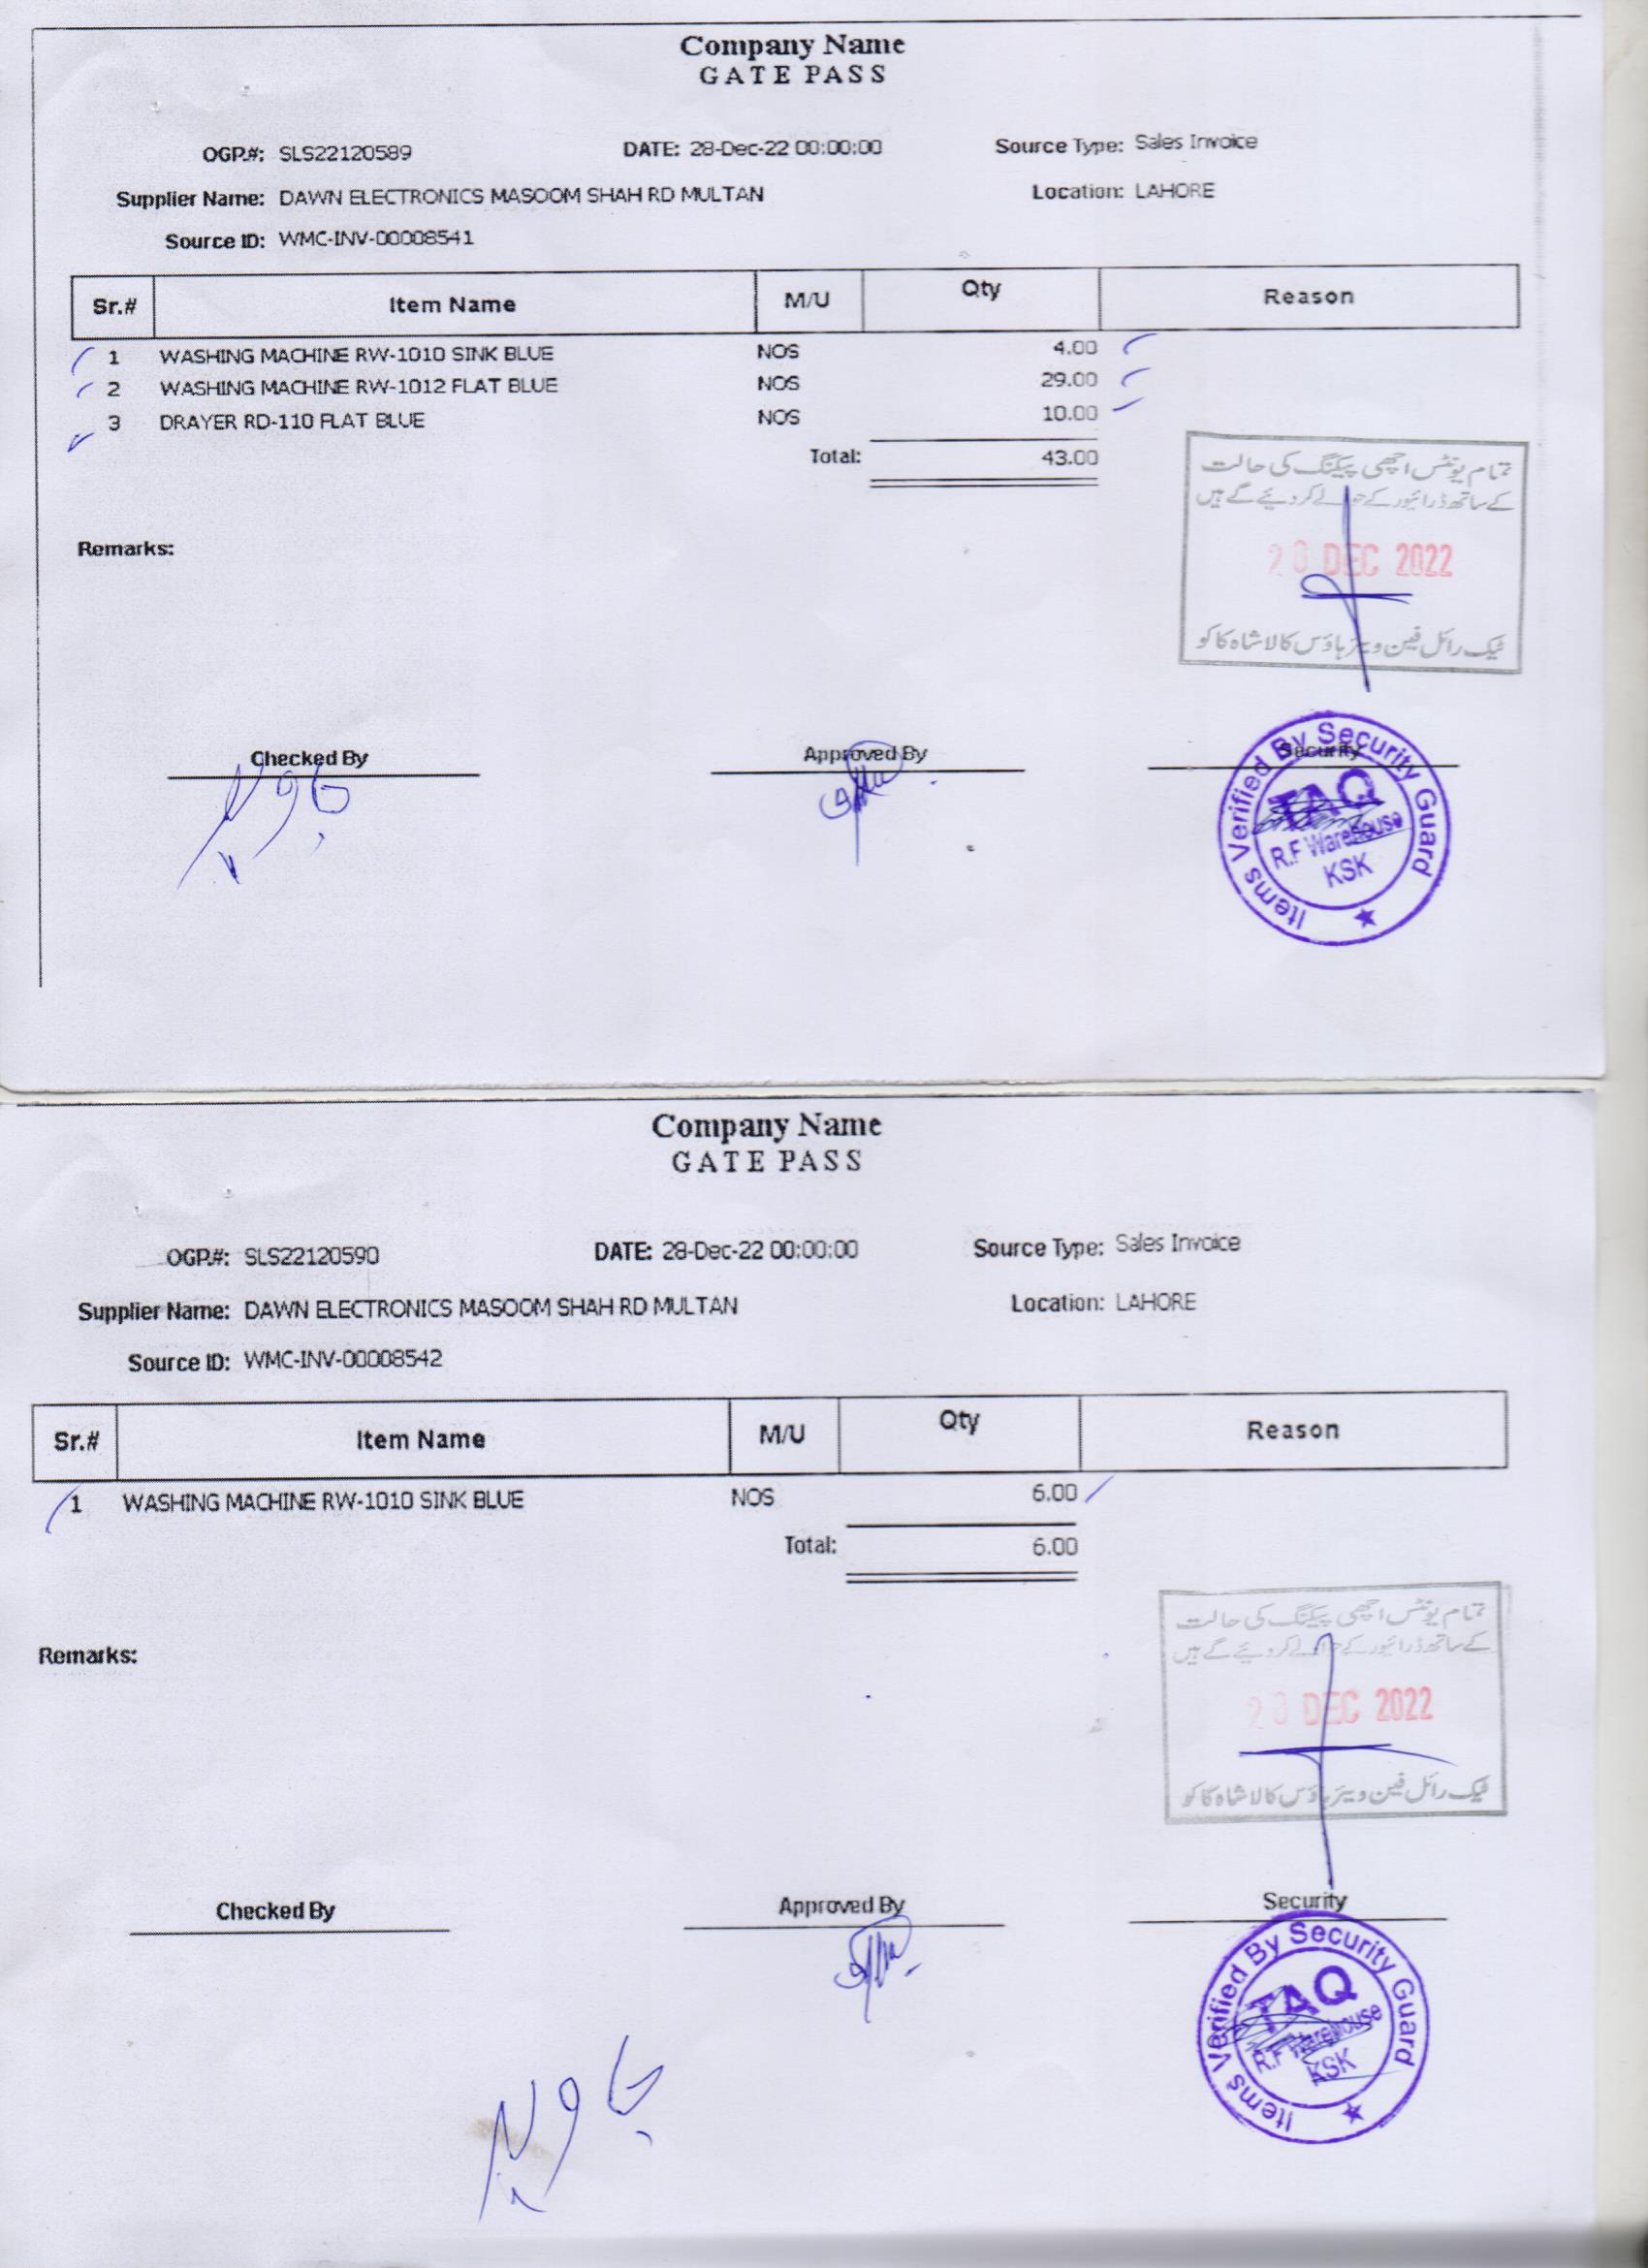 Company Name
GATE PASS
OGP.#: SLS22120589 DATE: 28-Dec-22 00:00:00 Source Type: Sales Invoice
Supplier Name: DAWN ELECTRONICS MASOOM SHAH RD MULTAN Location: LAHORE
Source ID: WMC-INV-00008541
Sr.# Item Name M/U Qty Reason
1 WASHING MACHINE RW-1010 SINK BLUE NOS 4.00
2 WASHING MACHINE RW-1012 FLAT BLUE NOS 29.00
3 DRAYER RD-110 FLAT BLUE NOS 10.00
Total: 43.00
تمام یونٹس اچھی پیکنگ کی حالت
کے ساتھ ڈرائیور کے حوالے کر دئیے گے ہیں
Remarks:
DEC 2022
ٹیک رائل فین ویئر ہاؤس کالا شاہ کاکو
Checked By Approved By Security
Items Verified By Security Guard
TAQ
R.F Warehouse
KSK
Company Name
GATE PASS
OGP.#: SLS22120590 DATE: 28-Dec-22 00:00:00 Source Type: Sales Invoice
Supplier Name: DAWN ELECTRONICS MASOOM SHAH RD MULTAN Location: LAHORE
Source ID: WMC-INV-00008542
Sr.# Item Name M/U Qty Reason
1 WASHING MACHINE RW-1010 SINK BLUE NOS 6.00
Total: 6.00
تمام یونٹس اچھی پیکنگ کی حالت
کے ساتھ ڈرائیور کے حوالے کر دئیے گے ہیں
Remarks:
DEC 2022
ٹیک رائل فین ویئر ہاؤس کالا شاہ کاکو
Checked By Approved By Security
Items Verified By Security Guard
TAQ
R.F Warehouse
KSK